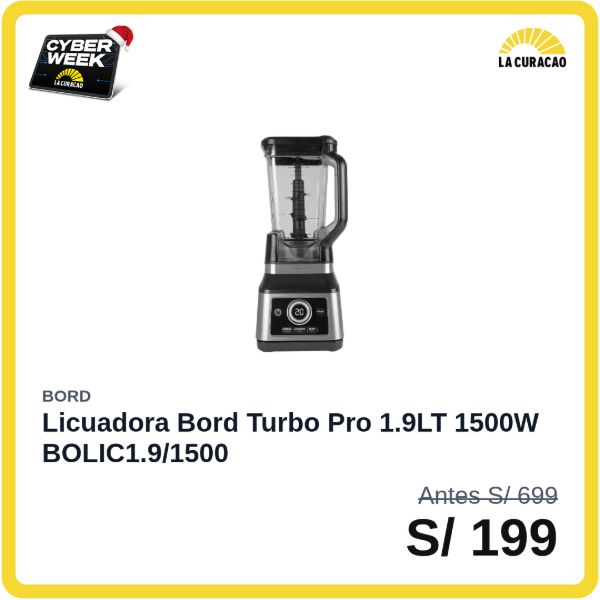 CYBER
WEEK
LA CURACAO
LA CURACAO
20
BORD
Licuadora Bord Turbo Pro 1.9LT 1500W
BOLIC1.9/1500
Antes S/ 699
S/ 199